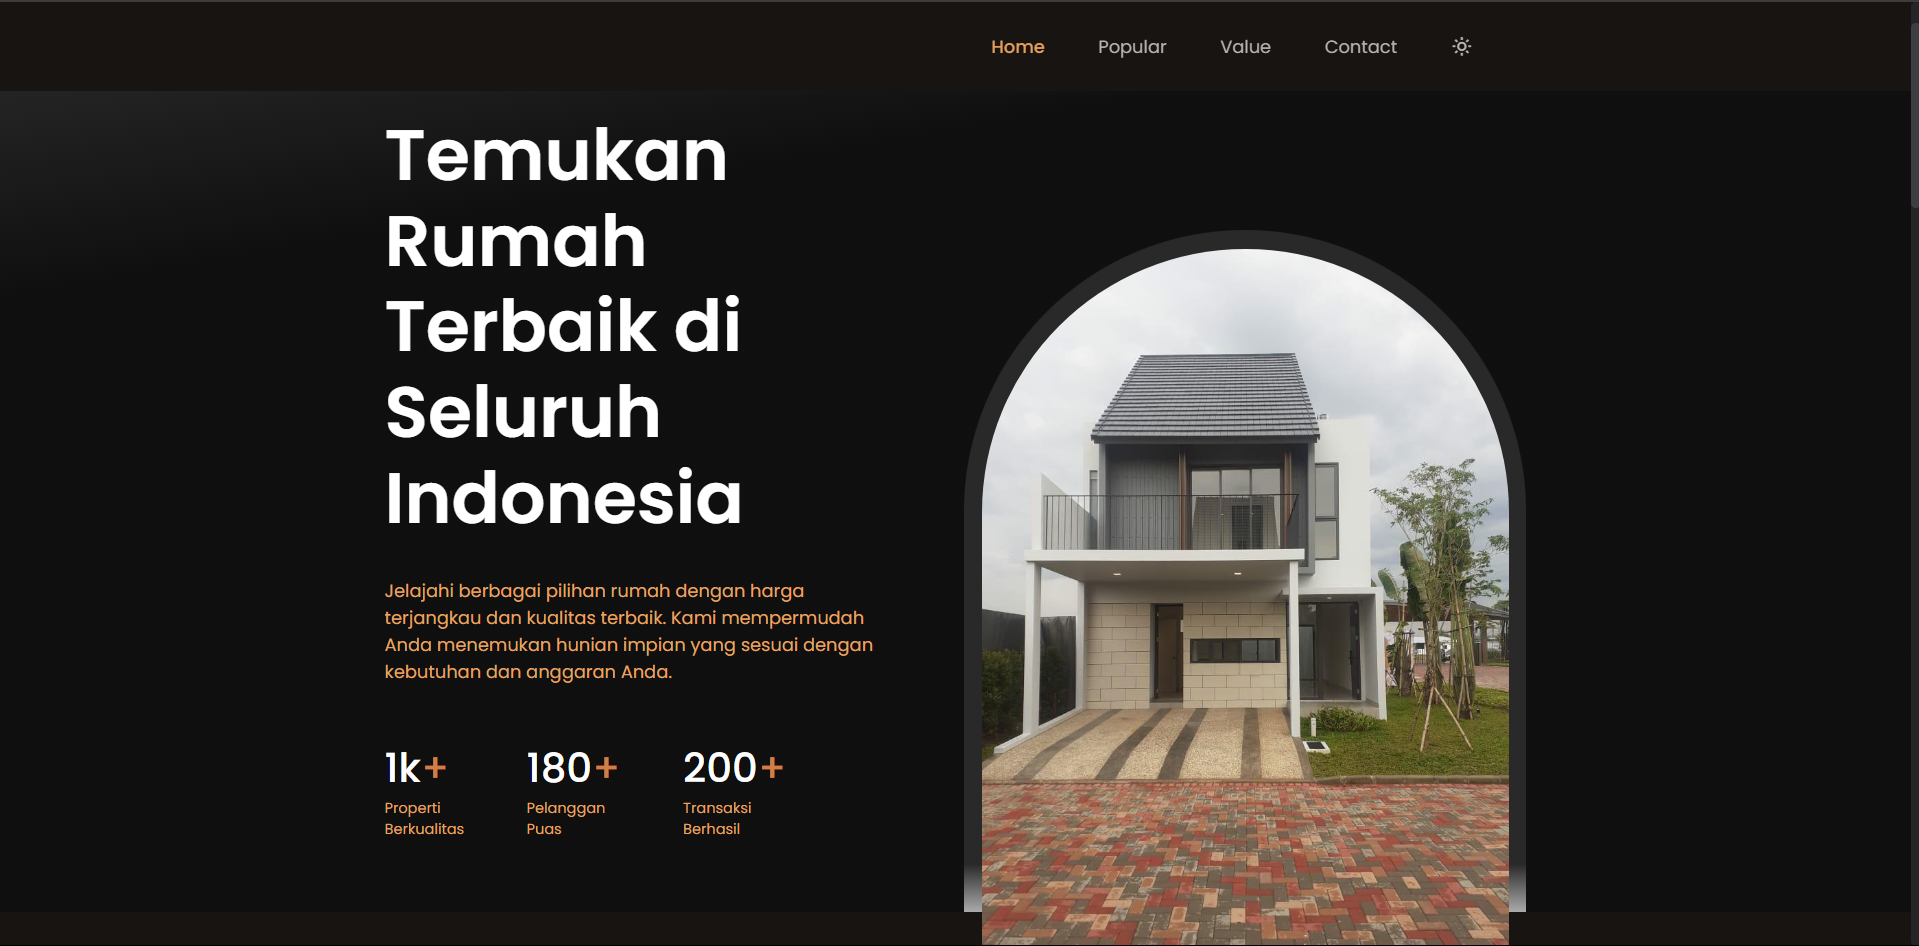 Home Popular Value Contact
Temukan
Rumah
Terbaik di
Seluruh
Indonesia
Jelajahi berbagai pilihan rumah dengan harga
terjangkau dan kualitas terbaik. Kami mempermudah
Anda menemukan hunian impian yang sesuai dengan
kebutuhan dan anggaran Anda.
1k+ 180+ 200+
Properti Pelanggan Transaksi
Berkualitas Puas Berhasil